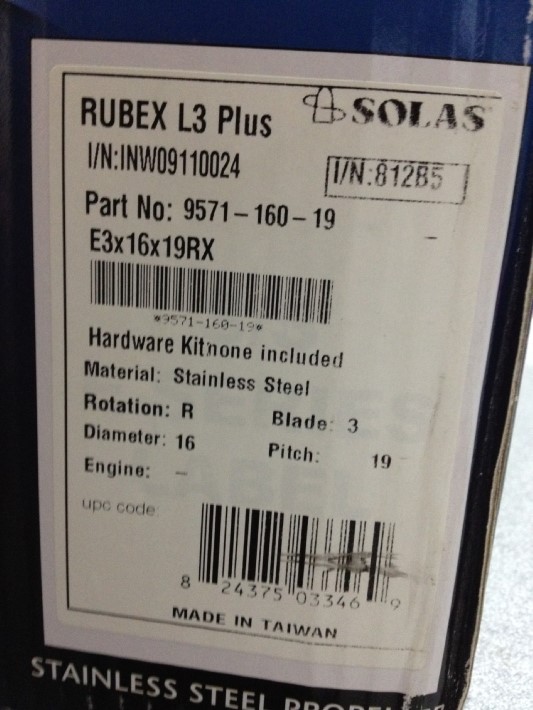 RUBEX L3 Plus
SOLAS
I/N:INW09110024
I/N:812B5
Part No: 9571-160-19
E3x16x19RX
*9571-160-19*
Hardware Kit:none included
Material: Stainless Steel
Rotation: R Blade: 3
Diameter: 16 Pitch: 19
Engine: -
upc code:
8 24375 03346 9
MADE IN TAIWAN
STAINLESS STEEL